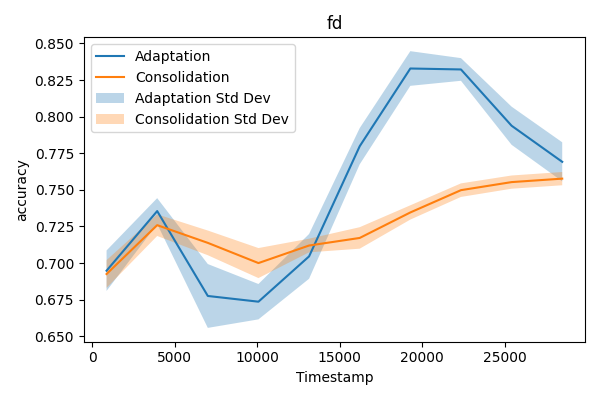 fd
0.850
0.825
0.800
0.775
0.750
0.725
0.700
0.675
0.650
accuracy
Adaptation
Consolidation
Adaptation Std Dev
Consolidation Std Dev
0 5000 10000 15000 20000 25000
Timestamp